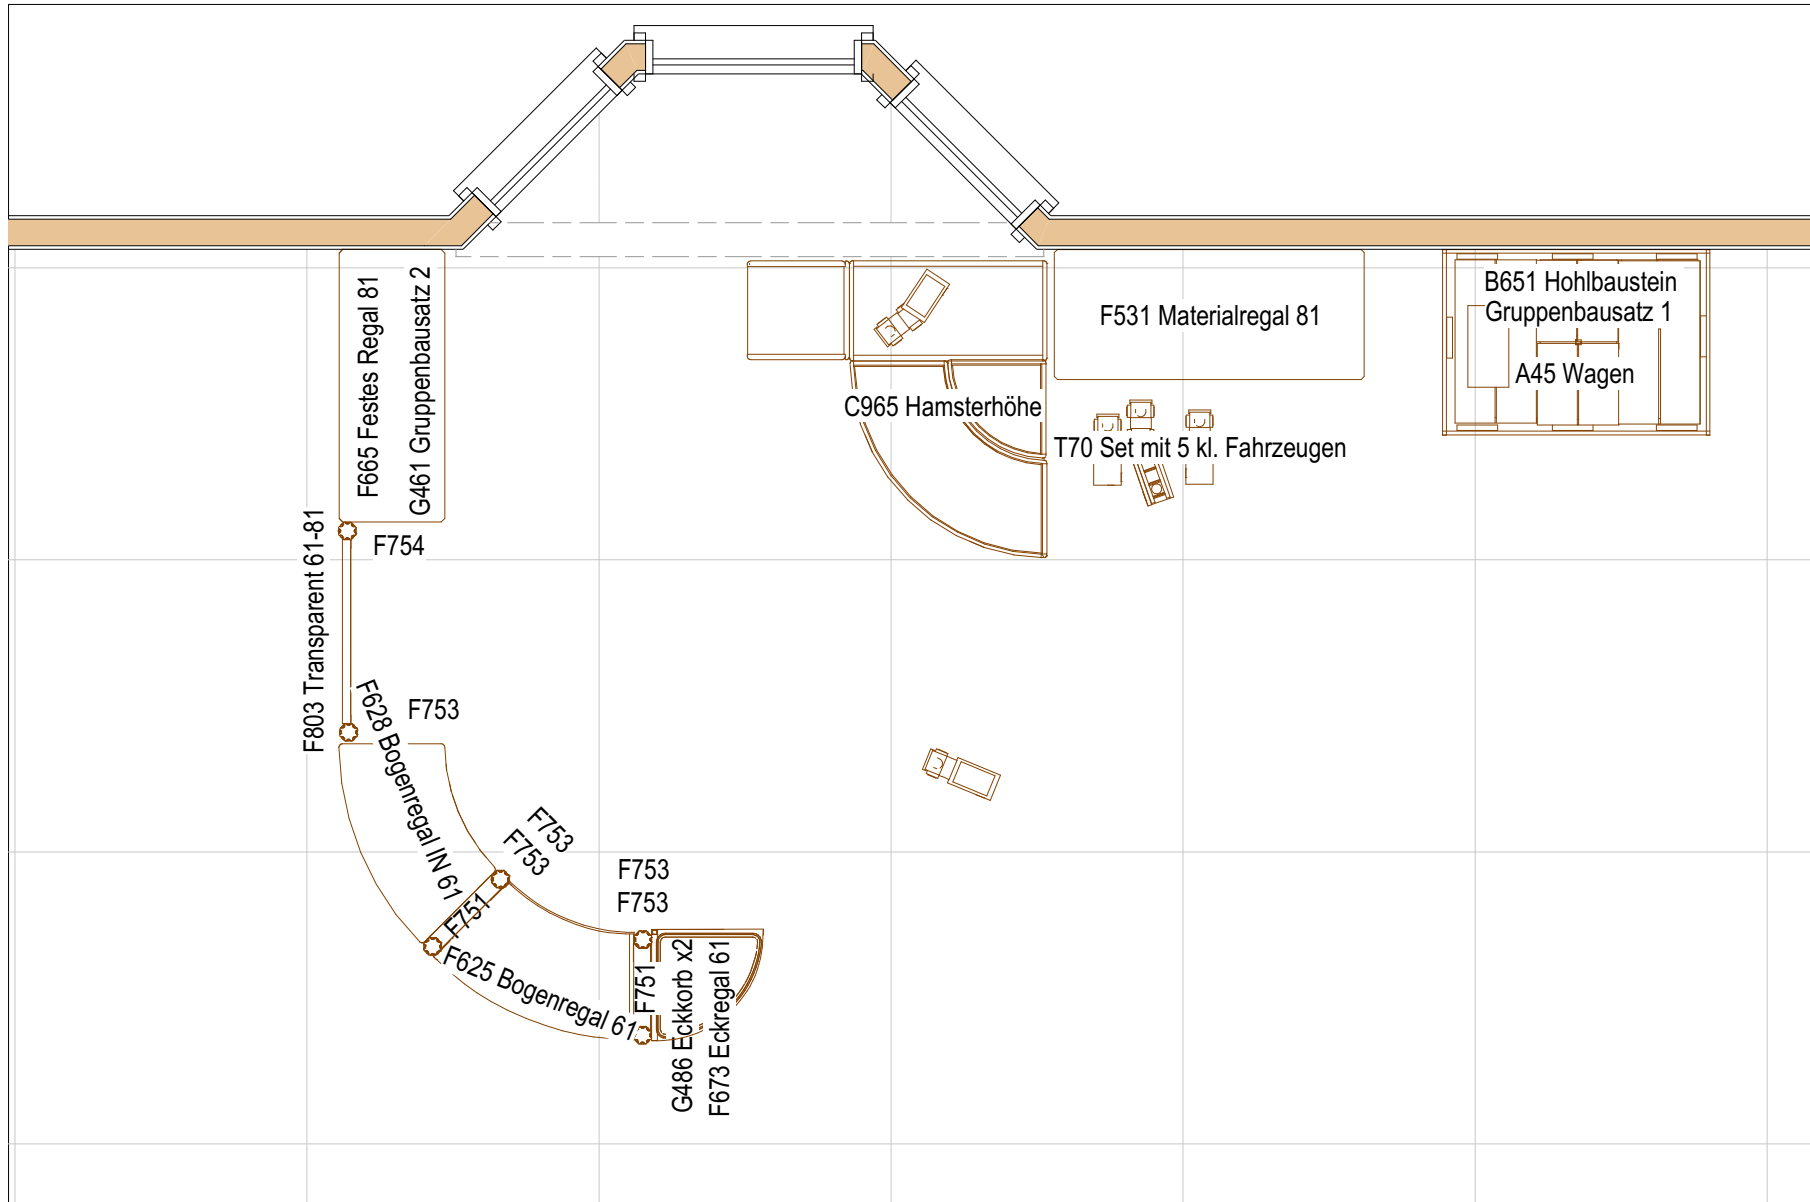 F665 Festes Regal 81
G461 Gruppenbausatz 2
F754
F803 Transparent 61-81
F753
F628 Bogenregal IN 61
F753
F753
F751
F625 Bogenregal 61
F753
F753
F751
G486 Eckkorb x2
F673 Eckregal 61
C965 Hamsterhöhe
F531 Materialregal 81
T70 Set mit 5 kl. Fahrzeugen
B651 Hohlbaustein
Gruppenbausatz 1
A45 Wagen